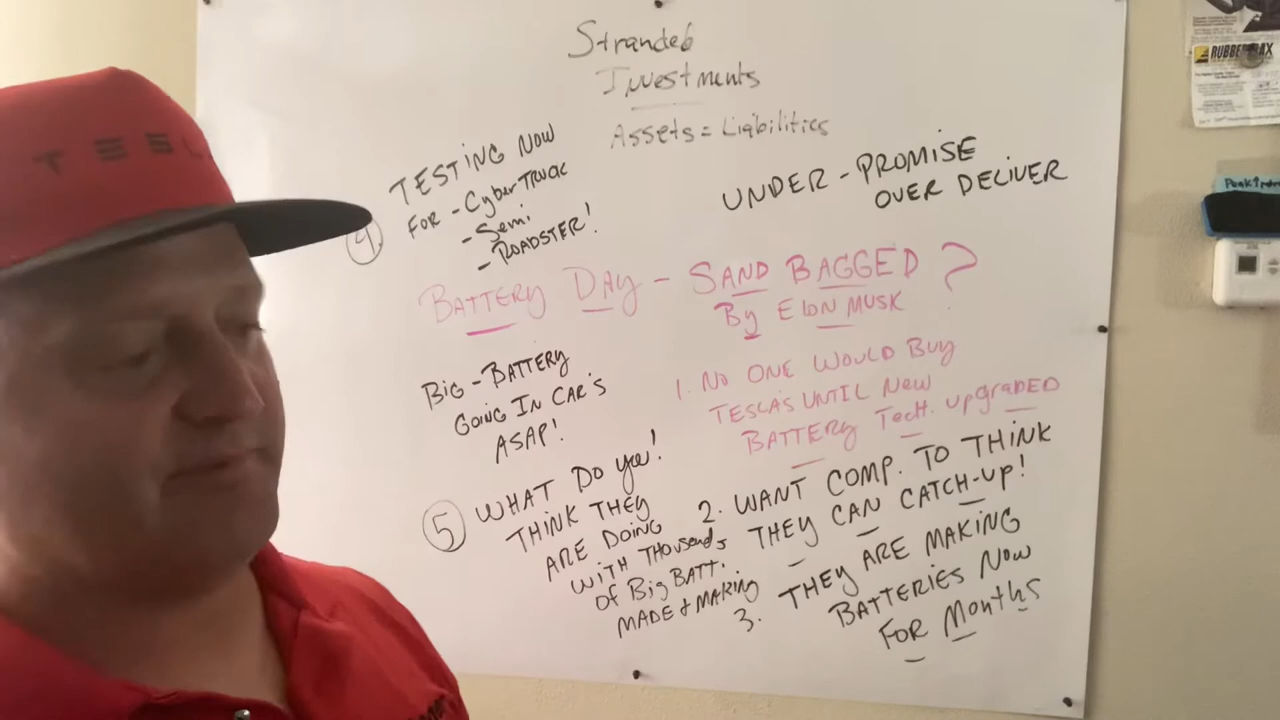 Stranded
Investments
Assets = Liabilities
UNDER - PROMISE
OVER DELIVER
BATTERY DAY - SAND BAGGED ?
By ElON MUSK
1. NO ONE WOULD BUy
TESLA'S UNTIL NEW
BATTERY TecH. upgraDED
2. WANT COMP. TO THINK
THEY CAN CATCH-UP!
3. THEY ARE MAKING
BATTERIES NOW
FOR Months
4
TESTING NOW
FOR - CyberTRUCK
- Semi
- ROADSTER!
BIG - BATTERY
GOING IN CAR'S
ASAP!
5 WHAT DO you!
THINK THEY
ARE DOING
WITH THousands
of Big BATT.
MADE + MAKING
TESL
RUBBER MAX